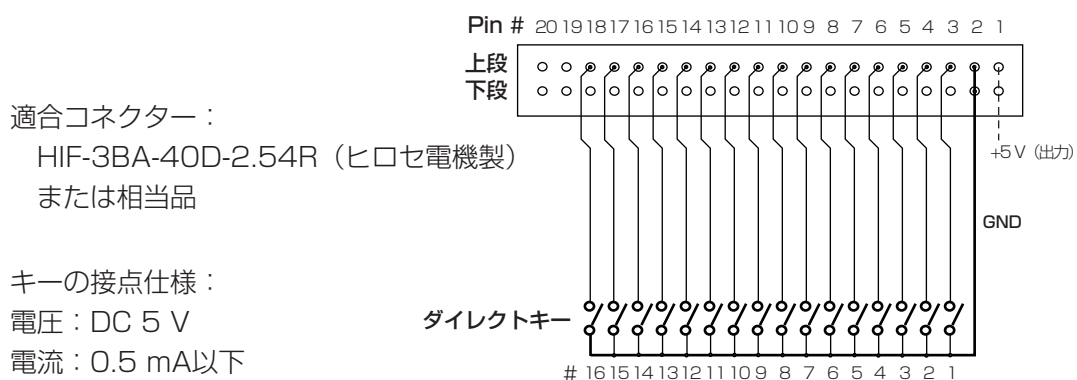 Pin # 20 19 18 17 16 15 14 13 12 11 10 9 8 7 6 5 4 3 2 1
上段
下段
適合コネクター：
HIF-3BA-40D-2.54R（ヒロセ電機製）
または相当品
+5 V（出力）
GND
キーの接点仕様：
電圧：DC 5 V
電流：0.5 mA以下
ダイレクトキー
# 16 15 14 13 12 11 10 9 8 7 6 5 4 3 2 1